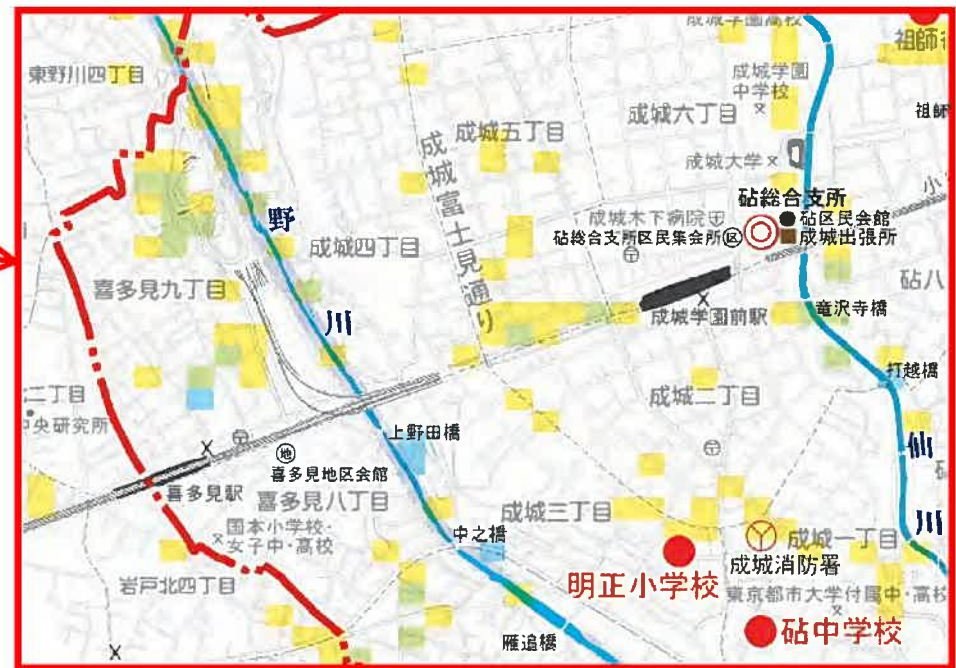 成城学園高校
祖師谷
東野川四丁目
成城学園
中学校
成城五丁目
成城六丁目
祖師
成城大学
成城富士見通り
砧総合支所
小
野
成城木下病院
砧区民会館
成城四丁目
砧総合支所区民集会所
区
成城出張所
喜多見九丁目
砧八
川
成城学園前駅
竜沢寺橋
二丁目
成城二丁目
打越橋
中央研究所
上野田橋
仙
地
喜多見地区会館
砧
喜多見駅
喜多見八丁目
成城三丁目
川
国本小学校・
女子中・高校
中之橋
成城一丁目
成城消防署
岩戸北四丁目
明正小学校
東京都市大学付属中・高校
雁追橋
砧中学校